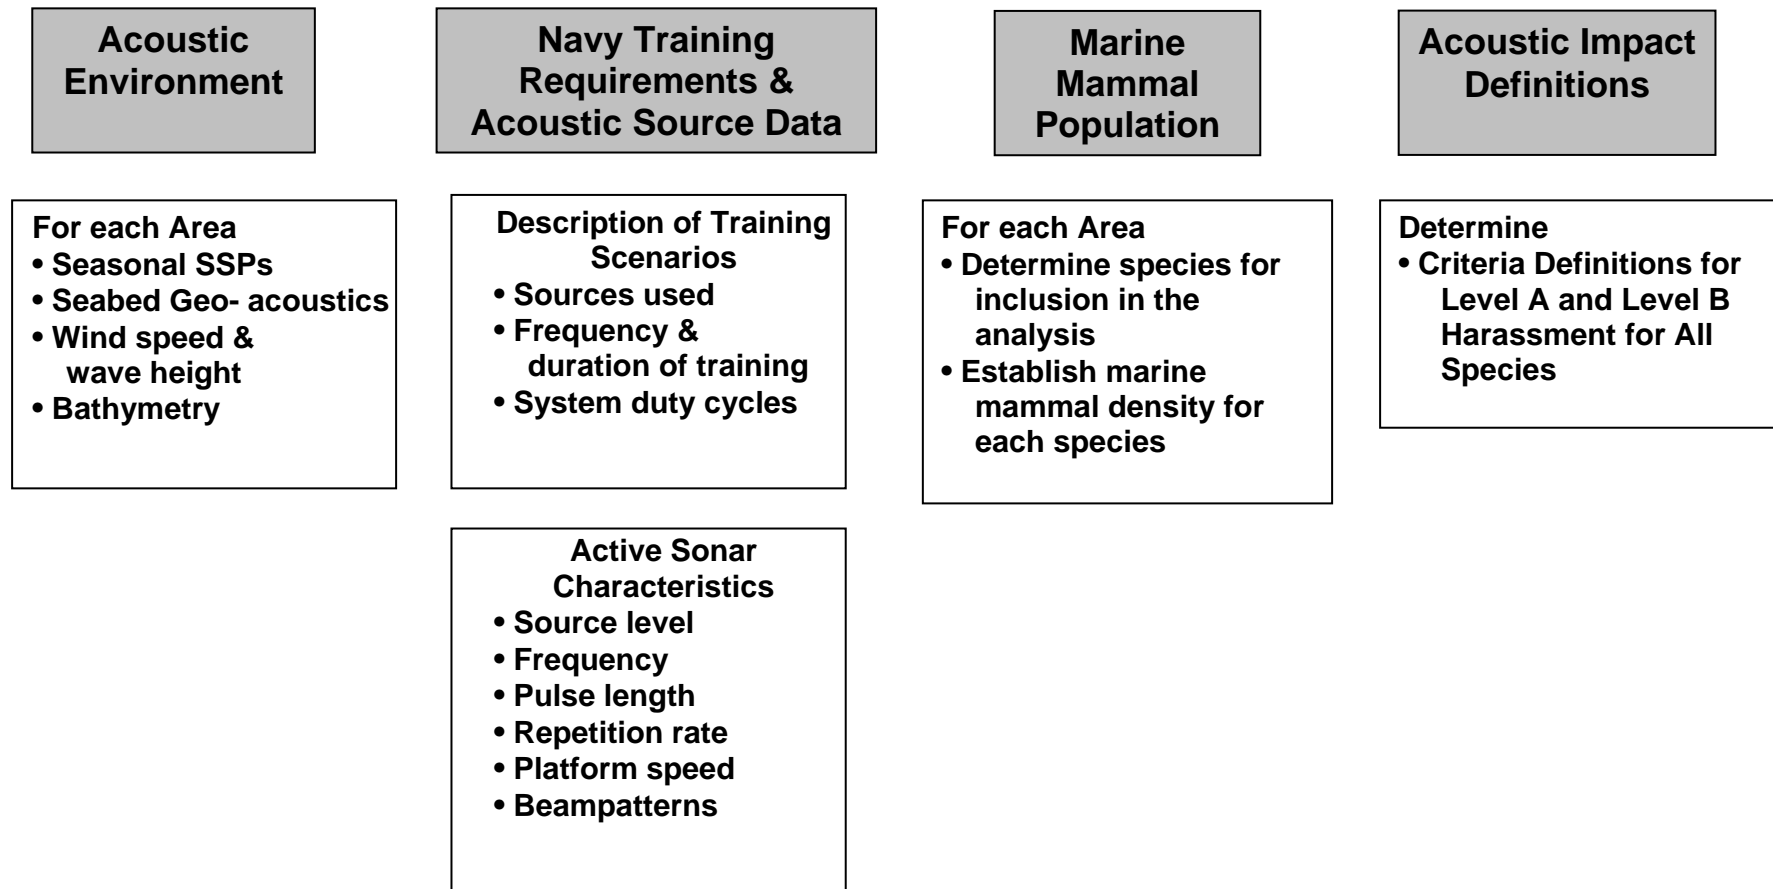 Acoustic
Environment
Navy Training
Requirements &
Acoustic Source Data
Marine
Mammal
Population
Acoustic Impact
Definitions
For each Area
• Seasonal SSPs
• Seabed Geo- acoustics
• Wind speed &
wave height
• Bathymetry
Description of Training
Scenarios
• Sources used
• Frequency &
duration of training
• System duty cycles
For each Area
• Determine species for
inclusion in the
analysis
• Establish marine
mammal density for
each species
Determine
• Criteria Definitions for
Level A and Level B
Harassment for All
Species
Active Sonar
Characteristics
• Source level
• Frequency
• Pulse length
• Repetition rate
• Platform speed
• Beampatterns